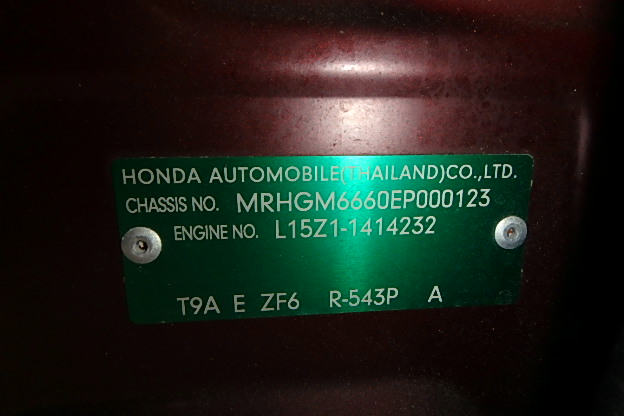 HONDA AUTOMOBILE(THAILAND)CO.,LTD.
CHASSIS NO. MRHGM6660EP000123
ENGINE NO. L15Z1-1414232
T9A E ZF6 R-543P A